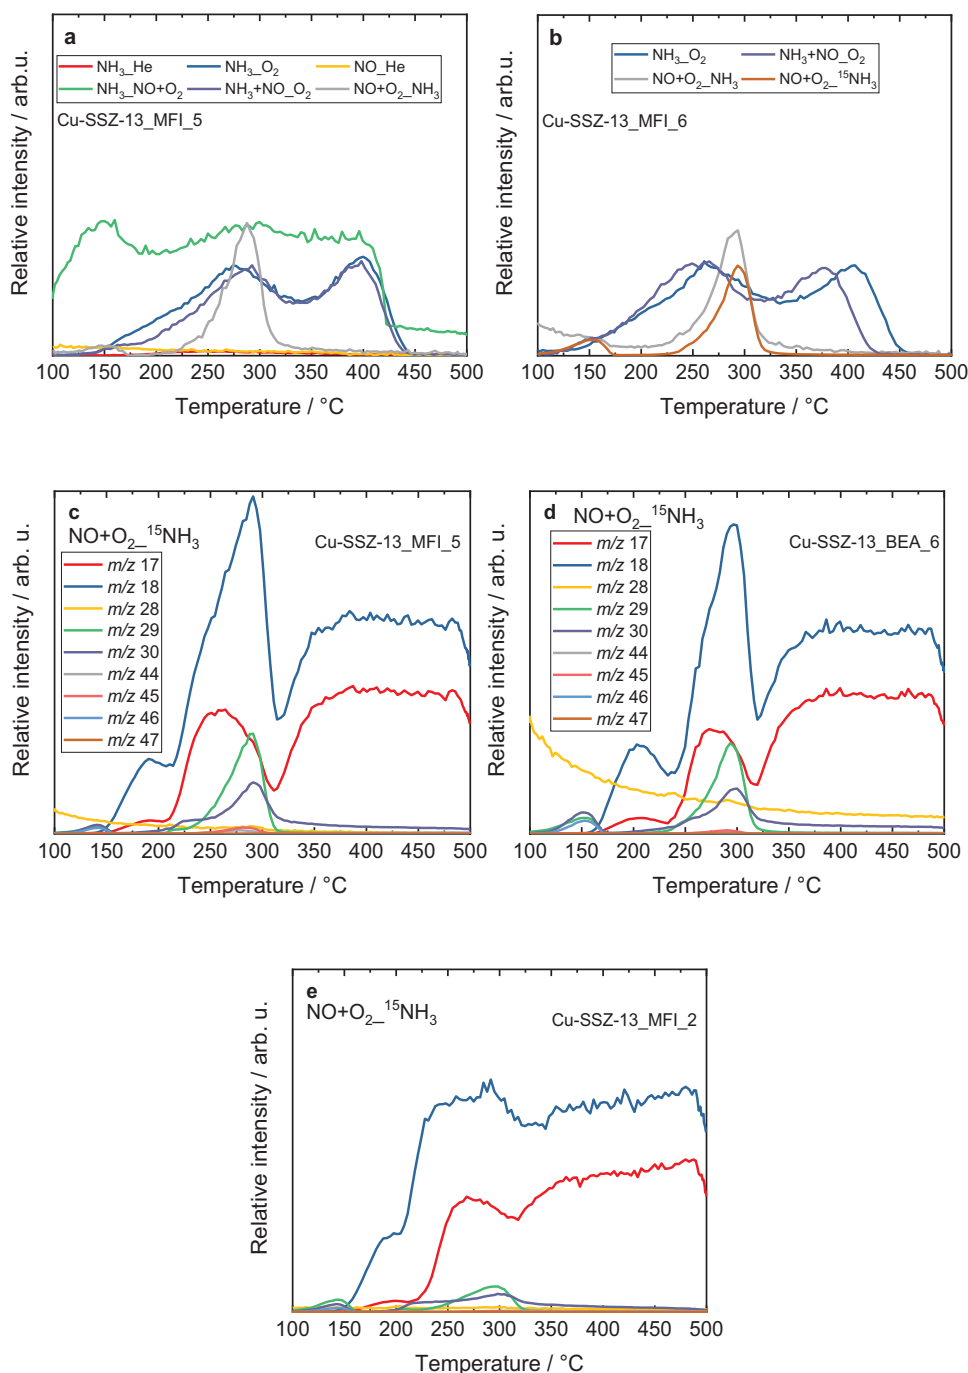 a
NH₃_He NH₃_O₂ NO_He
NH₃_NO+O₂ NH₃+NO_O₂ NO+O₂_NH₃
Cu-SSZ-13_MFI_5
Relative intensity / arb.u.
100 150 200 250 300 350 400 450 500
Temperature / °C
b
NH₃_O₂ NH₃+NO_O₂
NO+O₂_NH₃ NO+O₂_¹⁵NH₃
Cu-SSZ-13_MFI_6
Relative intensity / arb.u.
100 150 200 250 300 350 400 450 500
Temperature / °C
c
NO+O₂_¹⁵NH₃
Cu-SSZ-13_MFI_5
m/z 17
m/z 18
m/z 28
m/z 29
m/z 30
m/z 44
m/z 45
m/z 46
m/z 47
Relative intensity / arb. u.
100 150 200 250 300 350 400 450 500
Temperature / °C
d
NO+O₂_¹⁵NH₃
Cu-SSZ-13_BEA_6
m/z 17
m/z 18
m/z 28
m/z 29
m/z 30
m/z 44
m/z 45
m/z 46
m/z 47
Relative intensity / arb. u.
100 150 200 250 300 350 400 450 500
Temperature / °C
e
NO+O₂_¹⁵NH₃
Cu-SSZ-13_MFI_2
Relative intensity / arb. u.
100 150 200 250 300 350 400 450 500
Temperature / °C